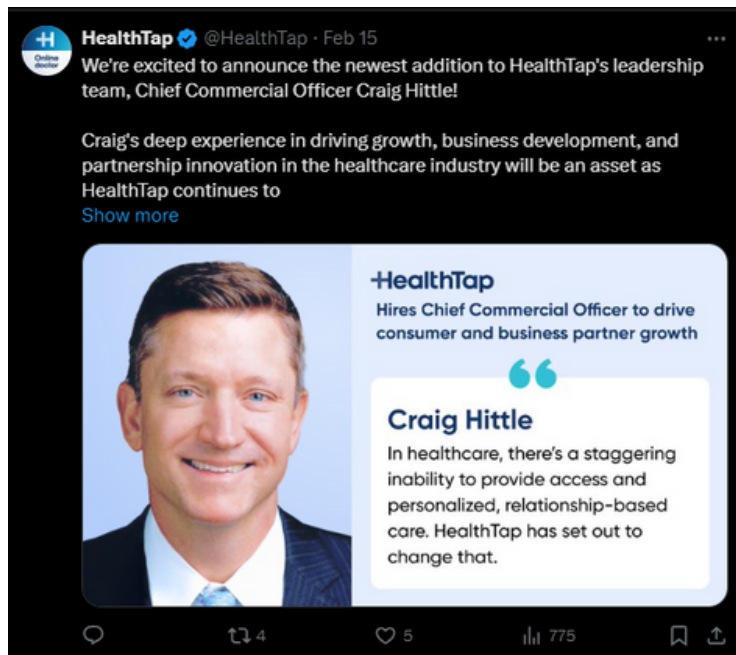 HealthTap @HealthTap · Feb 15
Online
doctor
We're excited to announce the newest addition to HealthTap's leadership
team, Chief Commercial Officer Craig Hittle!
Craig's deep experience in driving growth, business development, and
partnership innovation in the healthcare industry will be an asset as
HealthTap continues to
Show more
HealthTap
Hires Chief Commercial Officer to drive
consumer and business partner growth
“
Craig Hittle
In healthcare, there's a staggering
inability to provide access and
personalized, relationship-based
care. HealthTap has set out to
change that.
4 5 775